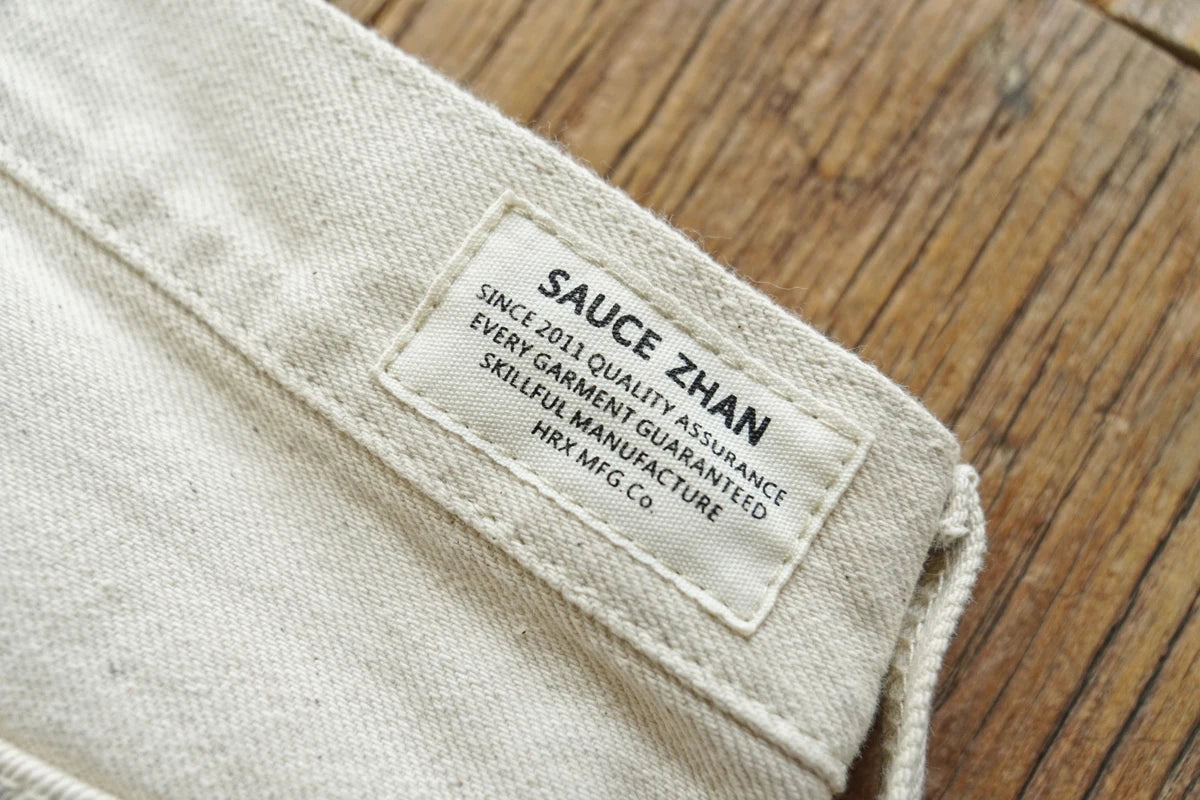 SAUCE ZHAN
SINCE 2011 QUALITY ASSURANCE
EVERY GARMENT GUARANTEED
SKILLFUL MANUFACTURE
HRX MFG.Co.